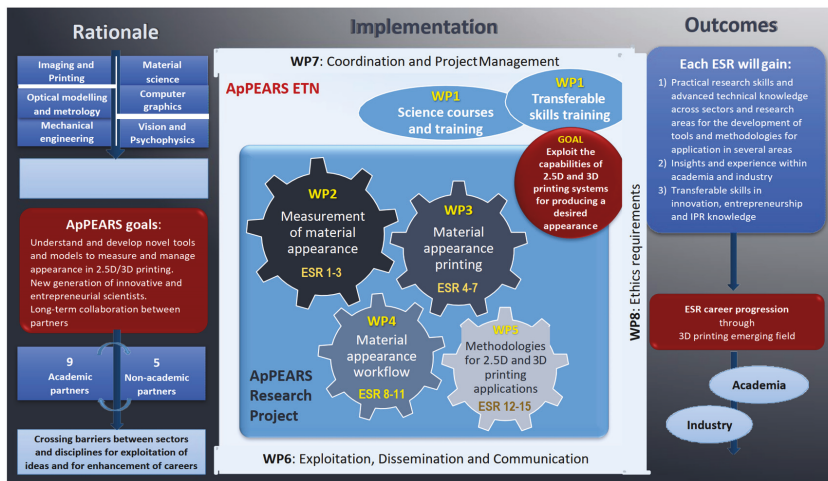 Rationale
Imaging and
Printing
Material
science
Optical modelling
and metrology
Computer
graphics
Mechanical
engineering
Vision and
Psychophysics
ApPEARS goals:
Understand and develop novel tools
and models to measure and manage
appearance in 2.5D/3D printing.
New generation of innovative and
entrepreneurial scientists.
Long-term collaboration between
partners
9
Academic
partners
5
Non-academic
partners
Crossing barriers between sectors
and disciplines for exploitation of
ideas and for enhancement of careers
Implementation
WP7: Coordination and Project Management
ApPEARS ETN
WP1
Science courses
and training
WP1
Transferable
skills training
GOAL
Exploit the
capabilities of
2.5D and 3D
printing systems
for producing a
desired
appearance
WP2
Measurement
of material
appearance
ESR 1-3
WP3
Material
appearance
printing
ESR 4-7
WP4
Material
appearance
workflow
ESR 8-11
WP5
Methodologies
for 2.5D and 3D
printing
applications
ESR 12-15
ApPEARS
Research
Project
WP8: Ethics requirements
WP6: Exploitation, Dissemination and Communication
Outcomes
Each ESR will gain:
1) Practical research skills and
advanced technical knowledge
across sectors and research
areas for the development of
tools and methodologies for
application in several areas
2) Insights and experience within
academia and industry
3) Transferable skills in
innovation, entrepreneurship
and IPR knowledge
ESR career progression
through
3D printing emerging field
Academia
Industry